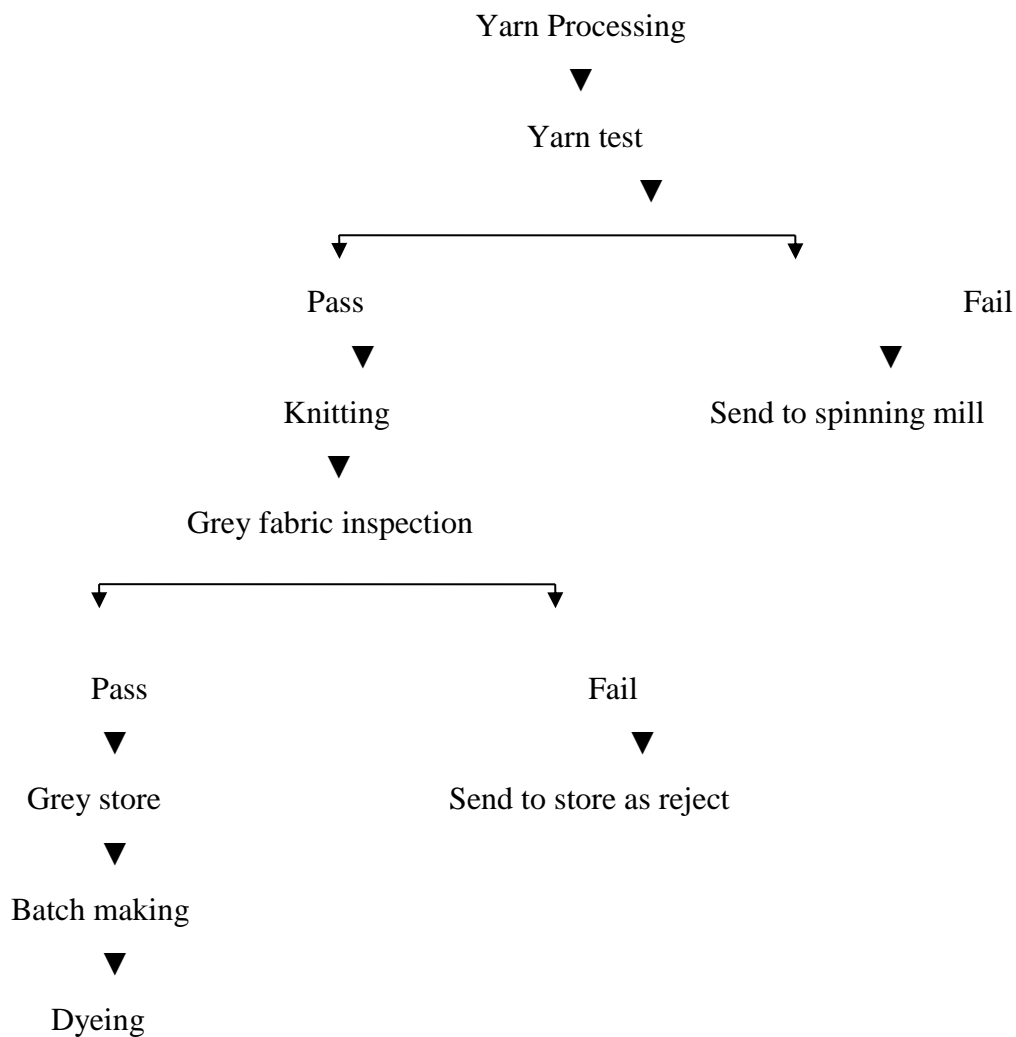 Yarn Processing
Yarn test
Pass
Fail
Knitting
Send to spinning mill
Grey fabric inspection
Pass
Fail
Grey store
Send to store as reject
Batch making
Dyeing